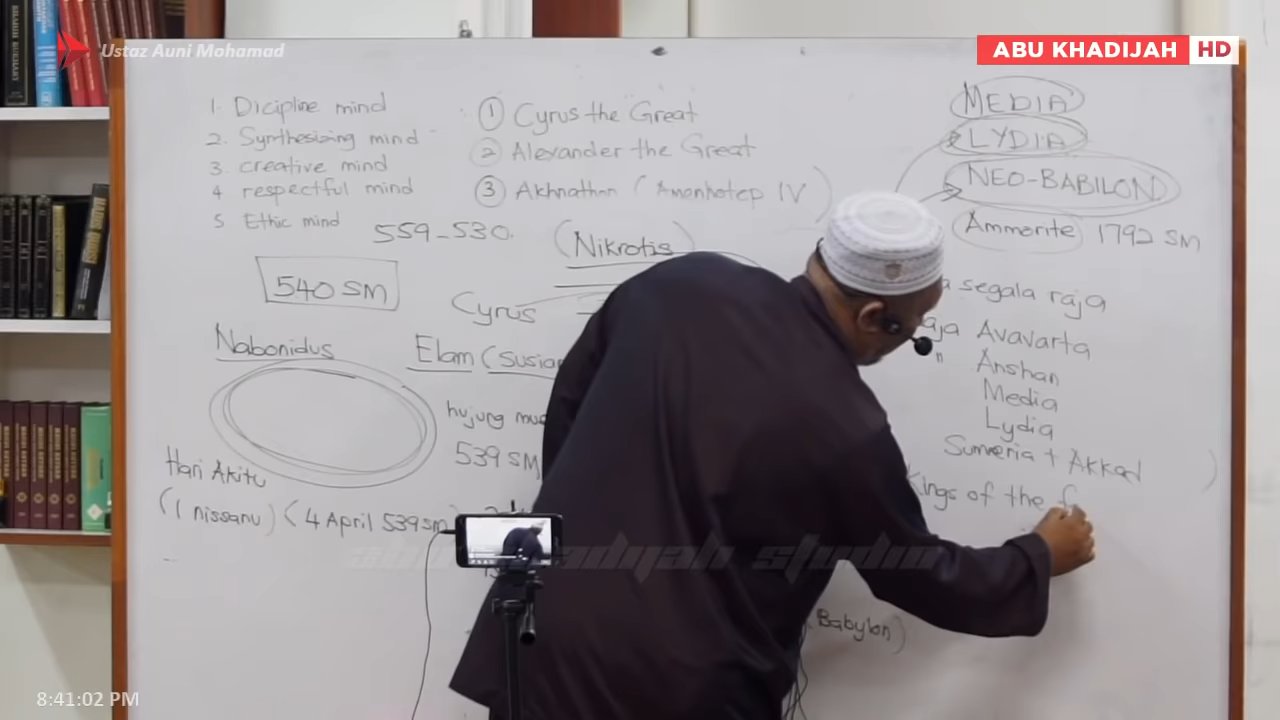 Ustaz Auni Mohamad
ABU KHADIJAH HD
1. Dicipline mind
2. Synthesizing mind
3. creative mind
4 respectful mind
5 Ethic mind
① Cyrus the Great
② Alexander the Great
③ Akhnathon (Amenhotep IV)
MEDIA
LYDIA
NEO-BABILON
Ammorite 1792 SM
559-530.
(Nikrotis)
540 SM
Cyrus
Nabonidus
Elam (Susian
hujung mu
539 SM
Hari Akitu
(1 nissanu) (4 April 539 SM)
a segala raja
aja Avavarta
" Anshan
Media
Lydia
Sumeria + Akkad )
Kings of the f
(Babylon)
8:41:02 PM